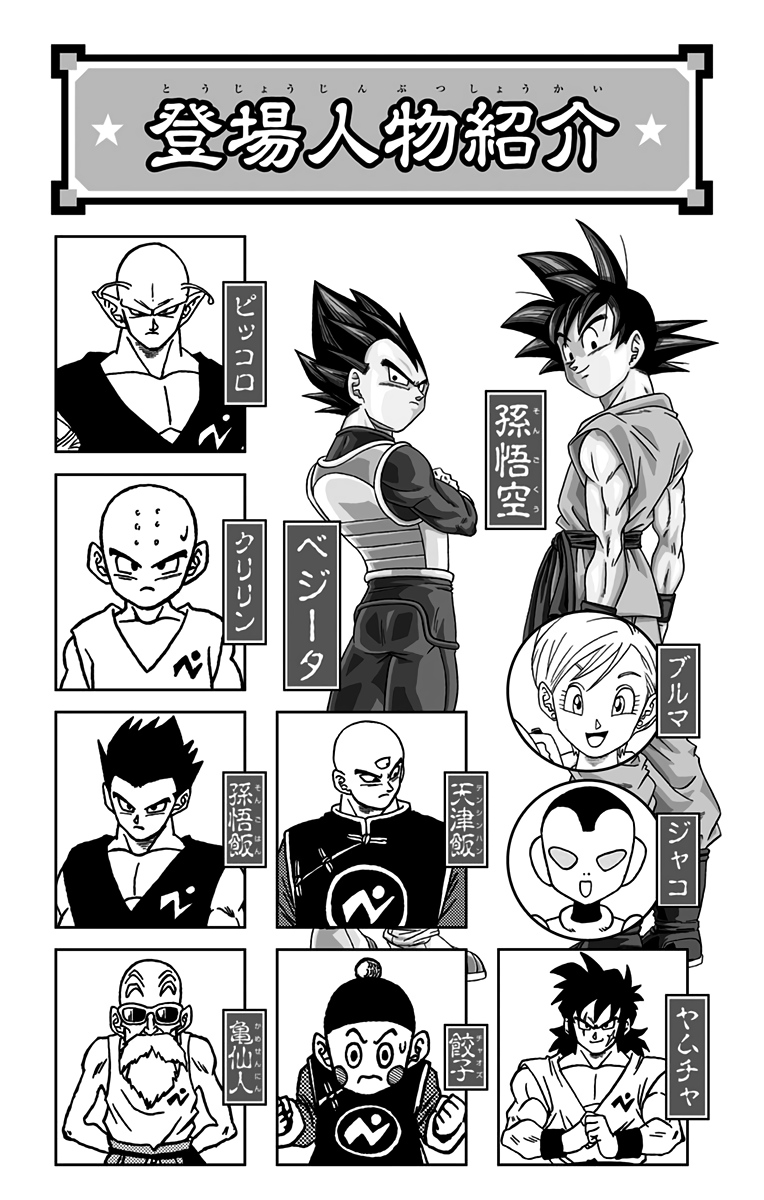 とうじょうじんぶつしょうかい
登場人物紹介
そんごくう
孫悟空
ベジータ
ピッコロ
クリリン
ブルマ
ジャコ
テンシンハン
天津飯
そんごはん
孫悟飯
ヤムチャ
チャオズ
餃子
かめせんにん
亀仙人